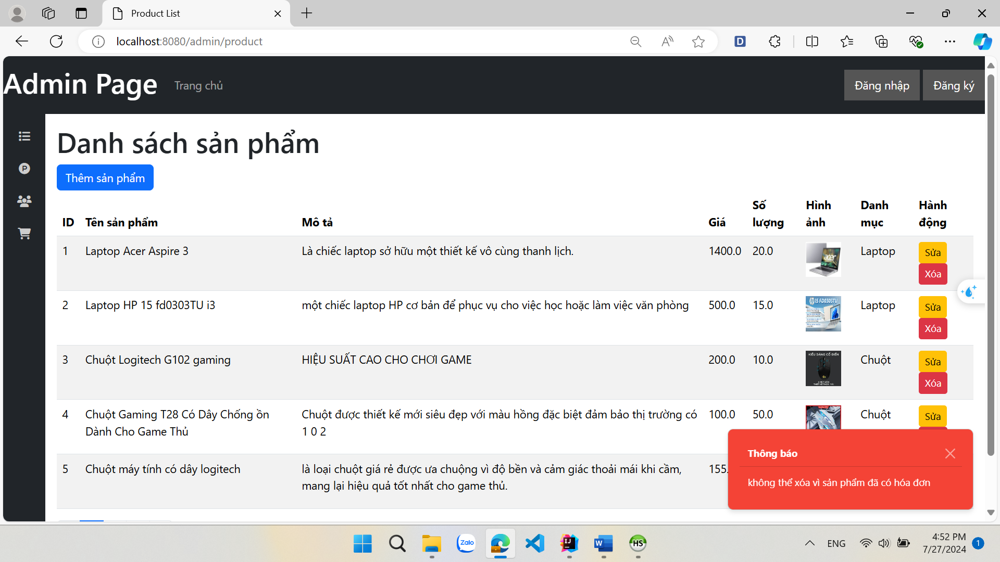 Product List
localhost:8080/admin/product
Admin Page
Trang chủ
Đăng nhập
Đăng ký
Danh sách sản phẩm
Thêm sản phẩm
ID Tên sản phẩm Mô tả Giá Số lượng Hình ảnh Danh mục Hành động
1 Laptop Acer Aspire 3 Là chiếc laptop sở hữu một thiết kế vô cùng thanh lịch. 1400.0 20.0 acer Laptop Sửa
Xóa
2 Laptop HP 15 fd0303TU i3 một chiếc laptop HP cơ bản để phục vụ cho việc học hoặc làm việc văn phòng 500.0 15.0 15 FD0303TU Laptop Sửa
Xóa
3 Chuột Logitech G102 gaming HIỆU SUẤT CAO CHO CHƠI GAME 200.0 10.0 KIỂU DÁNG CỔ ĐIỂN Chuột Sửa
Xóa
4 Chuột Gaming T28 Có Dây Chống ồn Chuột được thiết kế mới siêu đẹp với màu hồng đặc biệt đảm bảo thị trường có 100.0 50.0 Chuột Sửa
Dành Cho Game Thủ 1 0 2
5 Chuột máy tính có dây logitech là loại chuột giá rẻ được ưa chuộng vì độ bền và cảm giác thoải mái khi cầm, 155.
mang lại hiệu quả tốt nhất cho game thủ.
Thông báo
không thể xóa vì sản phẩm đã có hóa đơn
Zalo
ENG
4:52 PM
7/27/2024
1